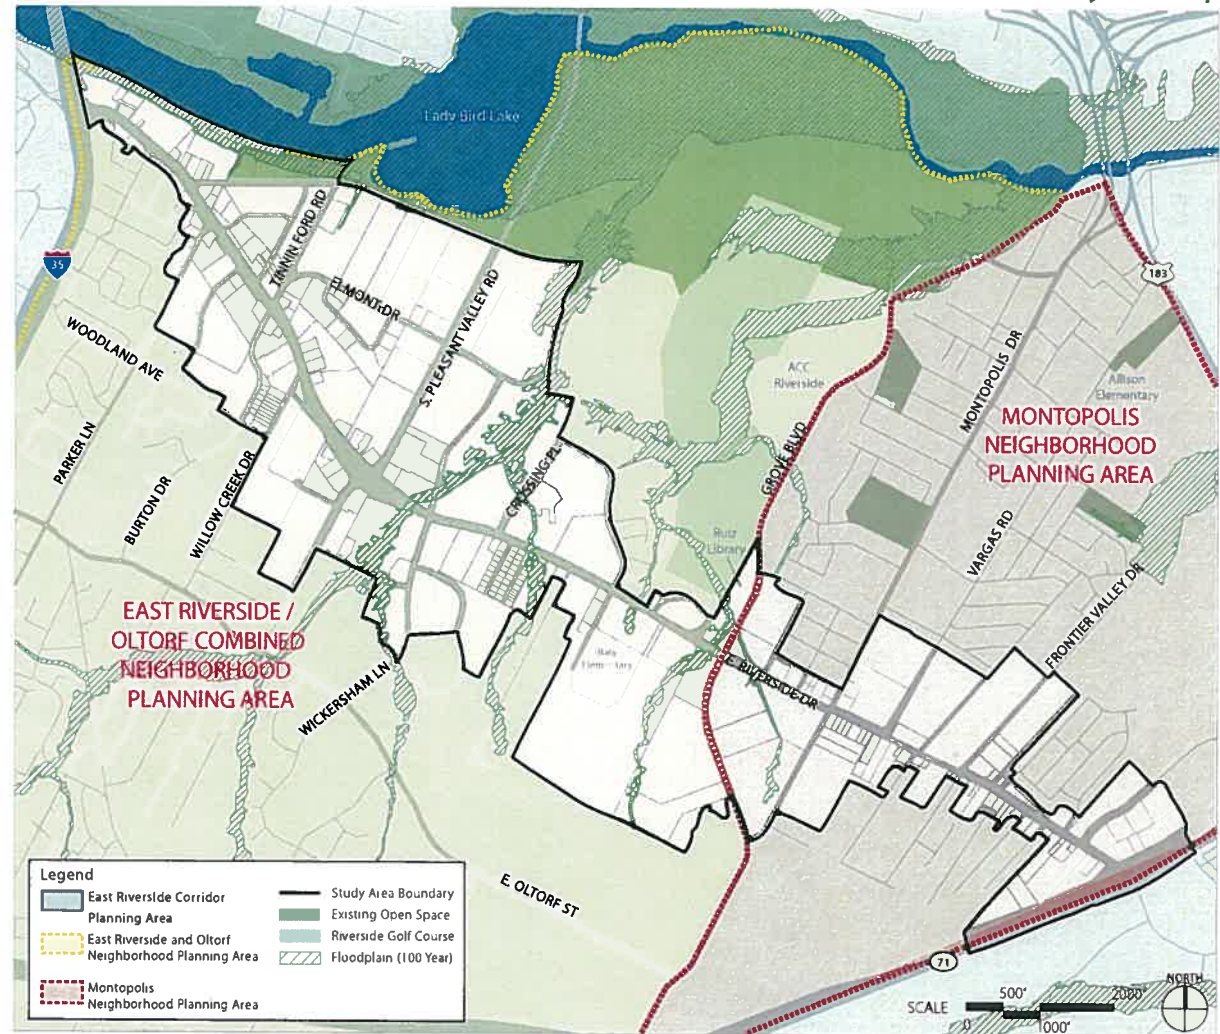 Lady Bird Lake
35
183
TINNIN FORD RD
ELMONT DR
S. PLEASANT VALLEY RD
WOODLAND AVE
PARKER LN
BURTON DR
WILLOW CREEK DR
CROSSING PL
ACC
Riverside
GROVE BLVD
MONTOPOLIS DR
Allison
Elementary
MONTOPOLIS
NEIGHBORHOOD
PLANNING AREA
VARGAS RD
FRONTIER VALLEY DR
Ruiz
Library
EAST RIVERSIDE /
OLTORF COMBINED
NEIGHBORHOOD
PLANNING AREA
WICKERSHAM LN
E. RIVERSIDE DR
E. OLTORF ST
71
Legend
East Riverside Corridor
Planning Area
East Riverside and Oltorf
Neighborhood Planning Area
Montopolis
Neighborhood Planning Area
Study Area Boundary
Existing Open Space
Riverside Golf Course
Floodplain (100 Year)
SCALE
500'
2000'
0
NORTH